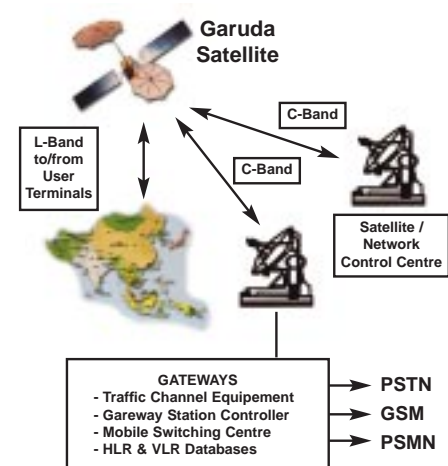 Garuda
Satellite
C-Band
L-Band
to/from
User
Terminals
C-Band
Satellite /
Network
Control Centre
GATEWAYS
- Traffic Channel Equipement
- Gareway Station Controller
- Mobile Switching Centre
- HLR & VLR Databases
PSTN
GSM
PSMN